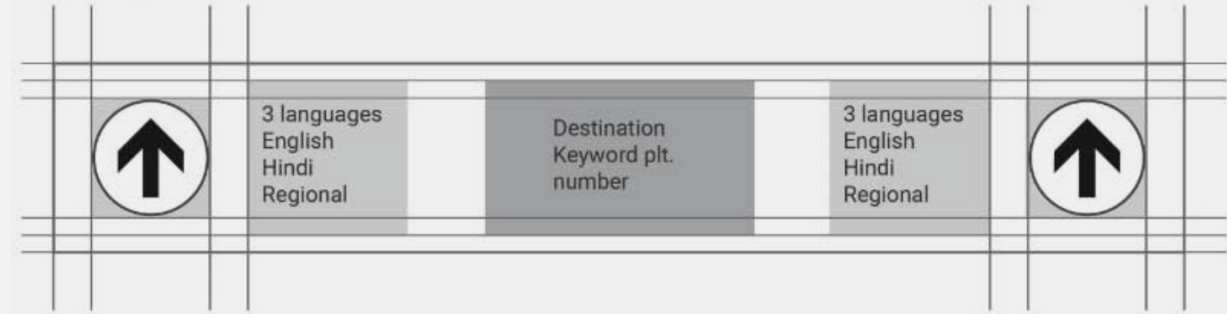 3 languages
English
Hindi
Regional
Destination
Keyword plt.
number
3 languages
English
Hindi
Regional